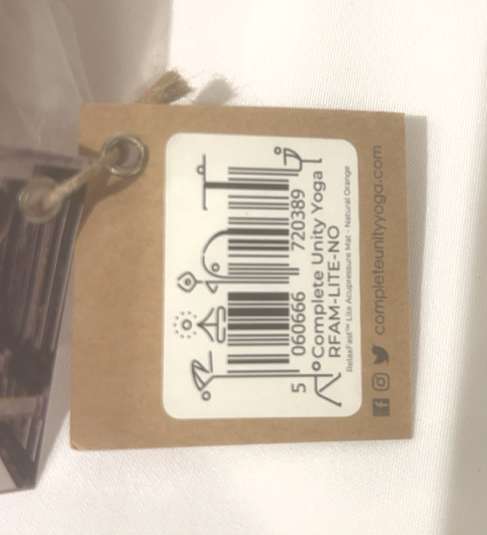 5 060666 720389
Complete Unity Yoga
RFAM-LITE-NO
RelaxFast™ Lite Acupressure Mat - Natural Orange
completeunityyoga.com